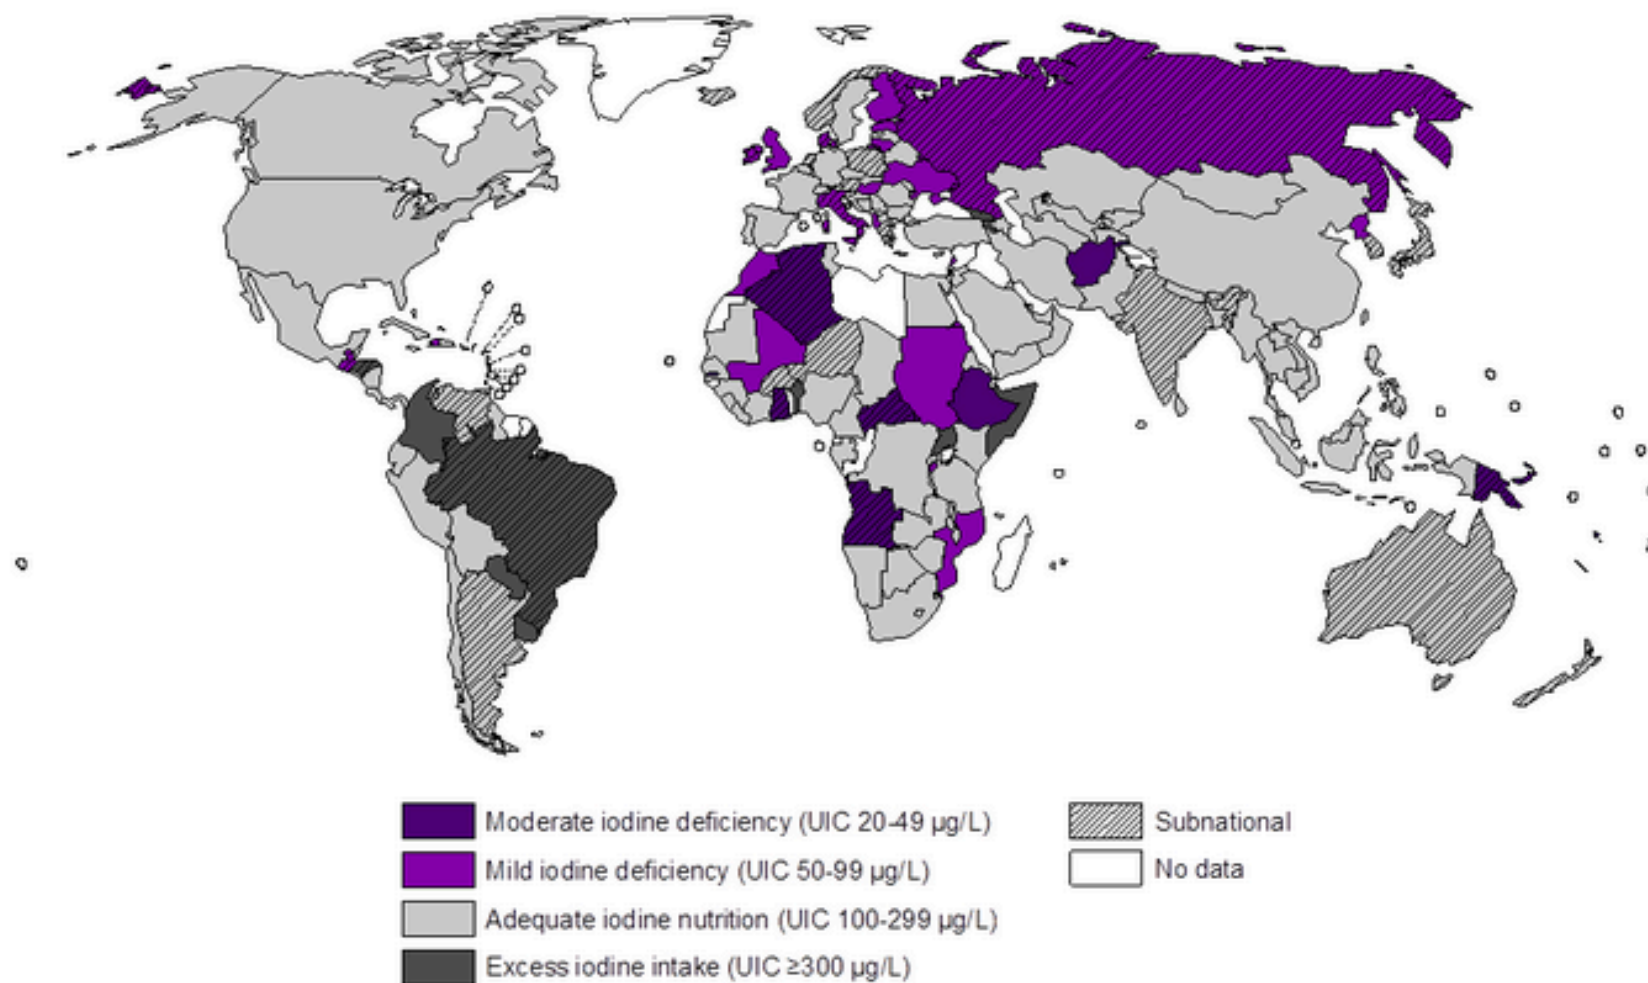 Moderate iodine deficiency (UIC 20-49 µg/L)
Mild iodine deficiency (UIC 50-99 µg/L)
Adequate iodine nutrition (UIC 100-299 µg/L)
Excess iodine intake (UIC ≥300 µg/L)
Subnational
No data